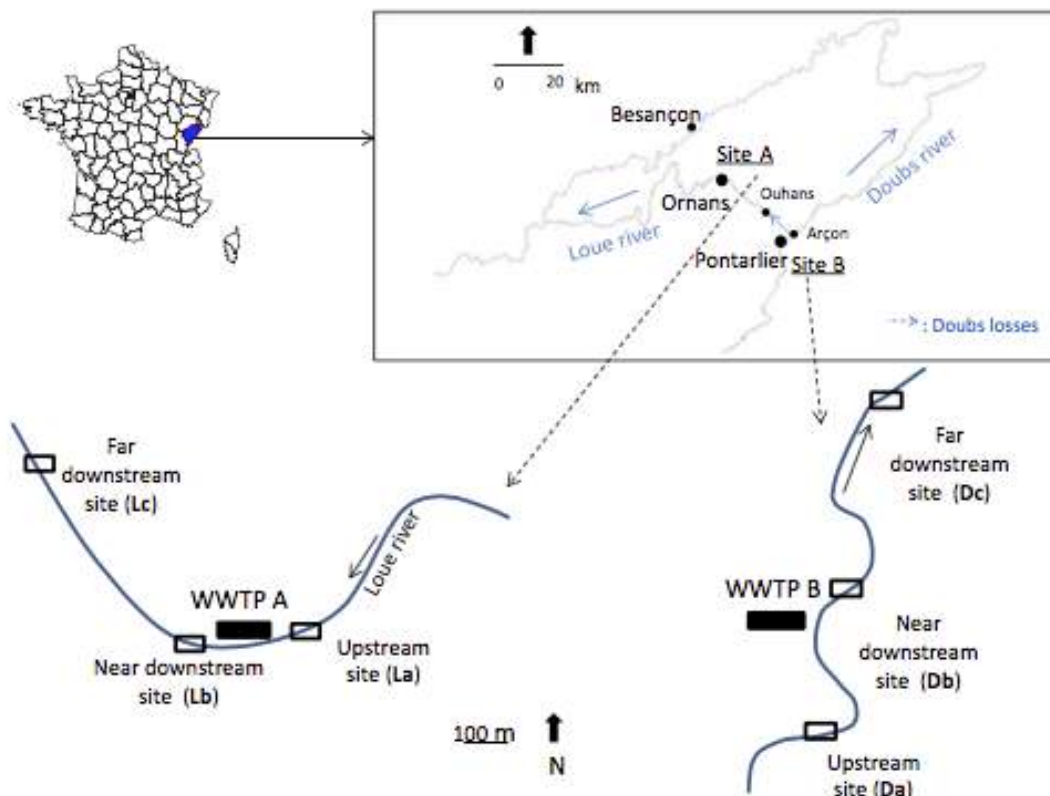 0 20 km
Besançon
Site A
Ornans
Ouhans
Arçon
Pontarlier
Site B
Loue river
Doubs river
: Doubs losses
Far
downstream
site (Lc)
WWTP A
Loue river
Near downstream
site (Lb)
Upstream
site (La)
100 m
N
Far
downstream
site (Dc)
WWTP B
Near
downstream
site (Db)
Upstream
site (Da)